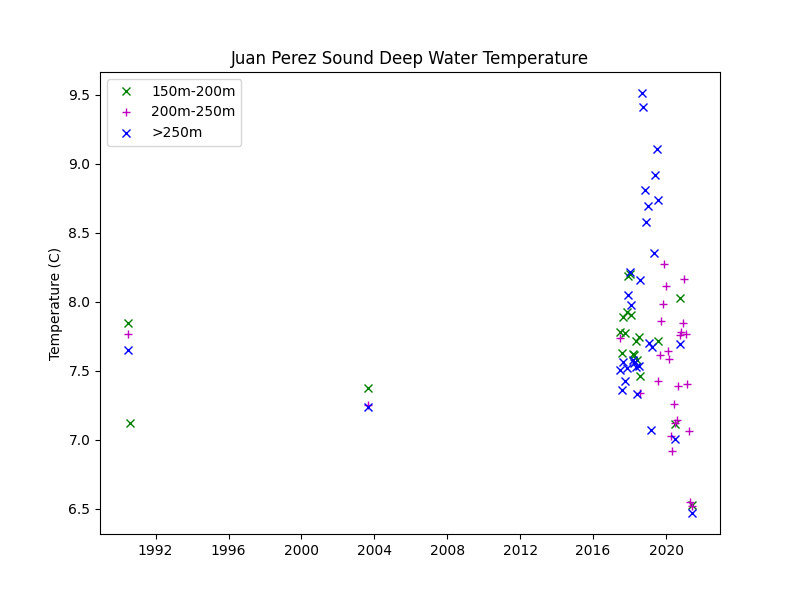 Juan Perez Sound Deep Water Temperature
150m-200m
200m-250m
>250m
Temperature (C)
9.5
9.0
8.5
8.0
7.5
7.0
6.5
1992 1996 2000 2004 2008 2012 2016 2020